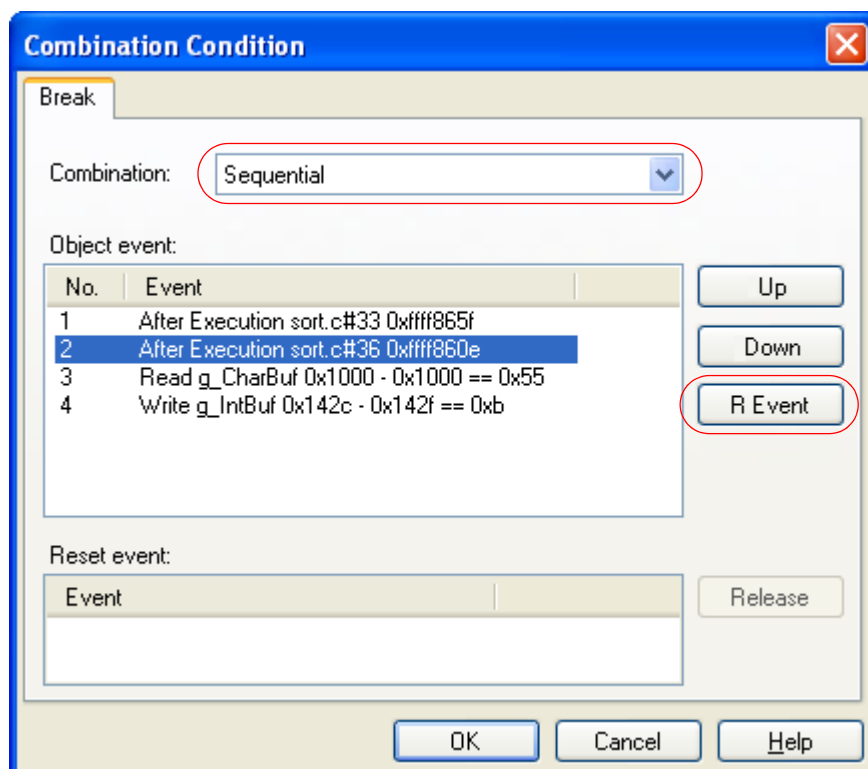 Combination Condition
Break
Combination: Sequential
Object event:
No. Event
1 After Execution sort.c#33 0xffff865f
2 After Execution sort.c#36 0xffff860e
3 Read g_CharBuf 0x1000 - 0x1000 == 0x55
4 Write g_IntBuf 0x142c - 0x142f == 0xb
Up
Down
R Event
Reset event:
Event
Release
OK Cancel Help